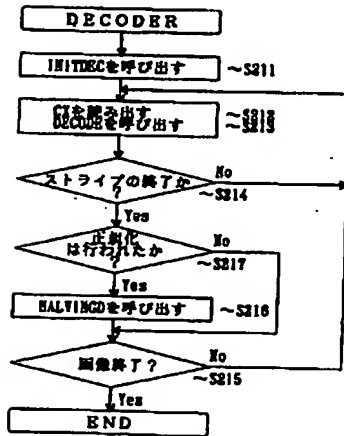 DECODER
INITDECを呼び出す ~S211
CXを読み出す ~S212
DECODEを呼び出す ~S213
ストライプの終了か ? No
~S214
Yes
は行われたか ? No
~S217
Yes
HALVINGDを呼び出す ~S216
画像終了? No
~S215
Yes
END